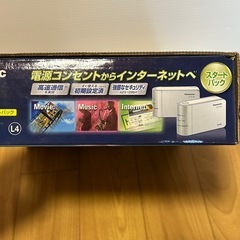 電源コンセントからインターネットへ
スタート
パック
高速通信
初期設定済
強固なセキュリティ
Movie
Music
Internet
パック
L4